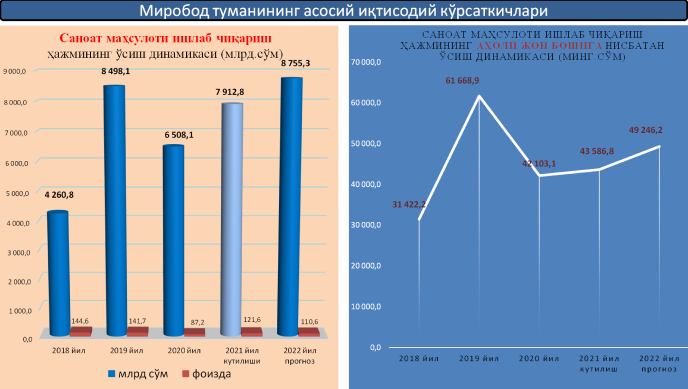 Миробод туманининг асосий иқтисодий кўрсаткичлари
Саноат маҳсулоти ишлаб чиқариш
ҳажмининг ўсиш динамикаси (млрд.сўм)
9 000,0
8 000,0
7 000,0
6 000,0
5 000,0
4 000,0
3 000,0
2 000,0
1 000,0
0,0
4 260,8
8 498,1
6 508,1
7 912,8
8 755,3
144,6
141,7
87,2
121,6
110,6
2018 йил
2019 йил
2020 йил
2021 йил
кутилиши
2022 йил
прогноз
млрд сўм
фоизда
САНОАТ МАҲСУЛОТИ ИШЛАБ ЧИҚАРИШ
ҲАЖМИНИНГ АҲОЛИ ЖОН БОШИГА НИСБАТАН
ЎСИШ ДИНАМИКАСИ (МИНГ.СЎМ)
70 000,0
60 000,0
50 000,0
40 000,0
30 000,0
20 000,0
10 000,0
0,0
31 422,2
61 668,9
42 103,1
43 586,8
49 246,2
2018 йил
2019 йил
2020 йил
2021 йил
кутилиш
2022 йил
прогноз